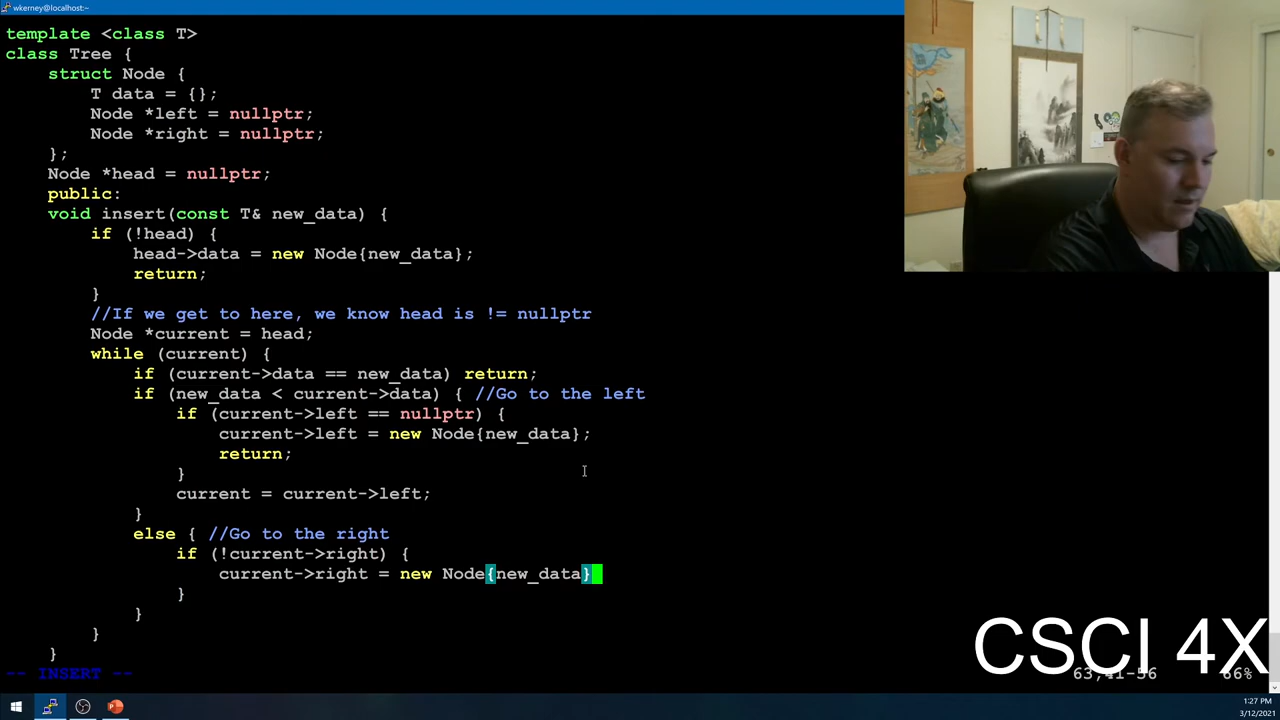 wkerney@localhost:~
template <class T>
class Tree {
    struct Node {
        T data = {};
        Node *left = nullptr;
        Node *right = nullptr;
    };
    Node *head = nullptr;
    public:
    void insert(const T& new_data) {
        if (!head) {
            head->data = new Node{new_data};
            return;
        }
        //If we get to here, we know head is != nullptr
        Node *current = head;
        while (current) {
            if (current->data == new_data) return;
            if (new_data < current->data) { //Go to the left
                if (current->left == nullptr) {
                    current->left = new Node{new_data};
                    return;
                }
                current = current->left;
            }
            else { //Go to the right
                if (!current->right) {
                    current->right = new Node{new_data}
                }
            }
        }
    }
-- INSERT --
63,41-56
66%
CSCI 4X
1:27 PM
3/12/2021